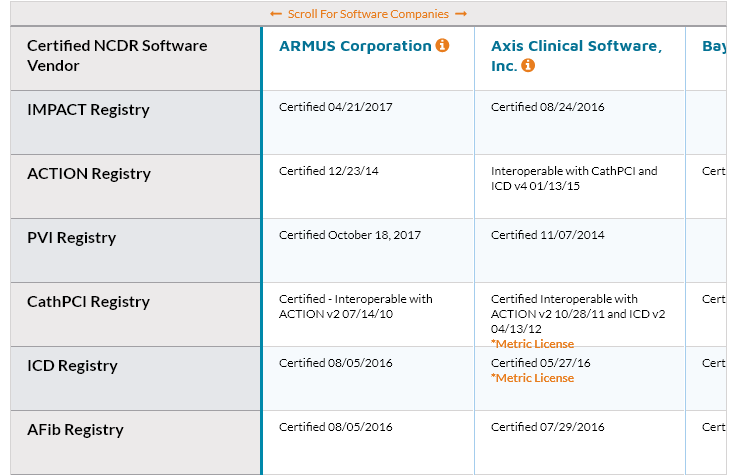 ← Scroll For Software Companies →
Certified NCDR Software
Vendor
ARMUS Corporation
Axis Clinical Software,
Inc.
Bay
IMPACT Registry
Certified 04/21/2017
Certified 08/24/2016
ACTION Registry
Certified 12/23/14
Interoperable with CathPCI and
ICD v4 01/13/15
Cert
PVI Registry
Certified October 18, 2017
Certified 11/07/2014
CathPCI Registry
Certified - Interoperable with
ACTION v2 07/14/10
Certified Interoperable with
ACTION v2 10/28/11 and ICD v2
04/13/12
*Metric License
Cert
ICD Registry
Certified 08/05/2016
Certified 05/27/16
*Metric License
Cert
AFib Registry
Certified 08/05/2016
Certified 07/29/2016
Cert